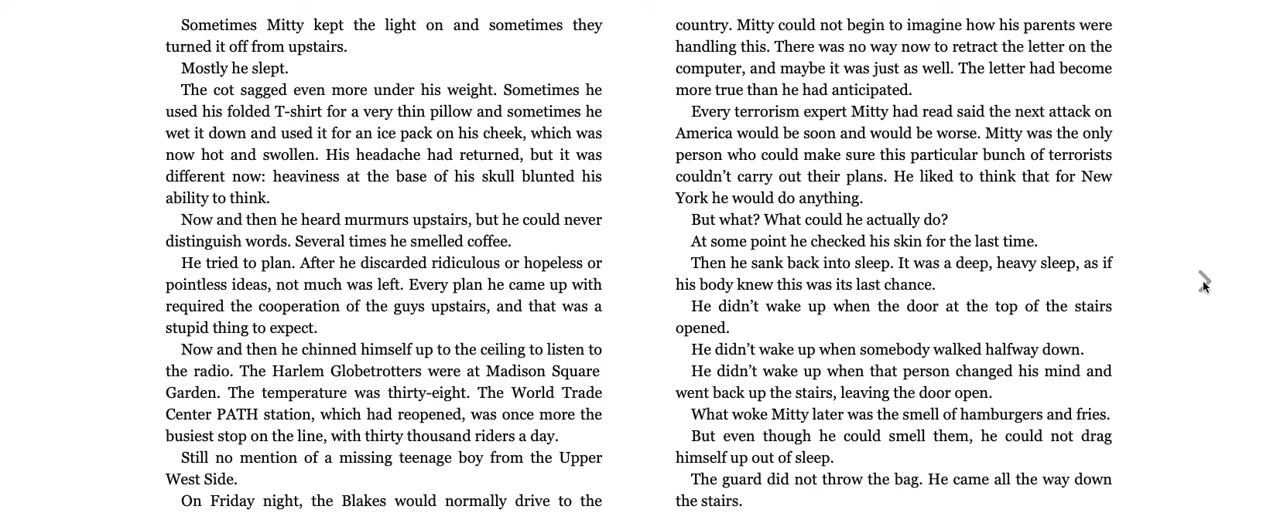 Sometimes Mitty kept the light on and sometimes they
turned it off from upstairs.
Mostly he slept.
The cot sagged even more under his weight. Sometimes he
used his folded T-shirt for a very thin pillow and sometimes he
wet it down and used it for an ice pack on his cheek, which was
now hot and swollen. His headache had returned, but it was
different now: heaviness at the base of his skull blunted his
ability to think.
Now and then he heard murmurs upstairs, but he could never
distinguish words. Several times he smelled coffee.
He tried to plan. After he discarded ridiculous or hopeless or
pointless ideas, not much was left. Every plan he came up with
required the cooperation of the guys upstairs, and that was a
stupid thing to expect.
Now and then he chinned himself up to the ceiling to listen to
the radio. The Harlem Globetrotters were at Madison Square
Garden. The temperature was thirty-eight. The World Trade
Center PATH station, which had reopened, was once more the
busiest stop on the line, with thirty thousand riders a day.
Still no mention of a missing teenage boy from the Upper
West Side.
On Friday night, the Blakes would normally drive to the
country. Mitty could not begin to imagine how his parents were
handling this. There was no way now to retract the letter on the
computer, and maybe it was just as well. The letter had become
more true than he had anticipated.
Every terrorism expert Mitty had read said the next attack on
America would be soon and would be worse. Mitty was the only
person who could make sure this particular bunch of terrorists
couldn’t carry out their plans. He liked to think that for New
York he would do anything.
But what? What could he actually do?
At some point he checked his skin for the last time.
Then he sank back into sleep. It was a deep, heavy sleep, as if
his body knew this was its last chance.
He didn’t wake up when the door at the top of the stairs
opened.
He didn’t wake up when somebody walked halfway down.
He didn’t wake up when that person changed his mind and
went back up the stairs, leaving the door open.
What woke Mitty later was the smell of hamburgers and fries.
But even though he could smell them, he could not drag
himself up out of sleep.
The guard did not throw the bag. He came all the way down
the stairs.